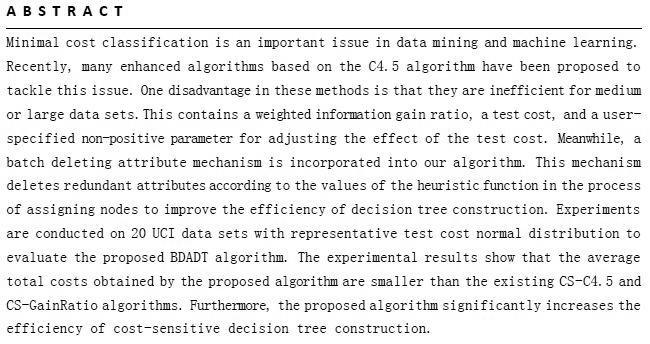 ABSTRACT
Minimal cost classification is an important issue in data mining and machine learning.
Recently, many enhanced algorithms based on the C4.5 algorithm have been proposed to
tackle this issue. One disadvantage in these methods is that they are inefficient for medium
or large data sets. This contains a weighted information gain ratio, a test cost, and a user-
specified non-positive parameter for adjusting the effect of the test cost. Meanwhile, a
batch deleting attribute mechanism is incorporated into our algorithm. This mechanism
deletes redundant attributes according to the values of the heuristic function in the process
of assigning nodes to improve the efficiency of decision tree construction. Experiments
are conducted on 20 UCI data sets with representative test cost normal distribution to
evaluate the proposed BDADT algorithm. The experimental results show that the average
total costs obtained by the proposed algorithm are smaller than the existing CS-C4.5 and
CS-GainRatio algorithms. Furthermore, the proposed algorithm significantly increases the
efficiency of cost-sensitive decision tree construction.